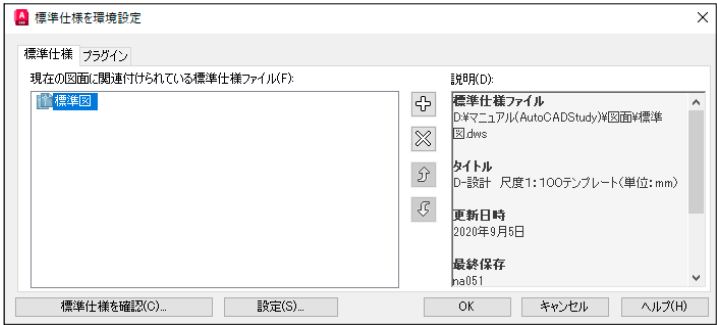 標準仕様を環境設定
標準仕様 プラグイン
現在の図面に関連付けられている標準仕様ファイル(F):
標準図
説明(D):
標準仕様ファイル
D:¥マニュアル(AutoCADStudy)¥図面¥標準
図.dws
タイトル
D-設計 尺度1:100テンプレート(単位:mm)
更新日時
2020年9月5日
最終保存
na051
標準仕様を確認(C)... 設定(S)... OK キャンセル ヘルプ(H)